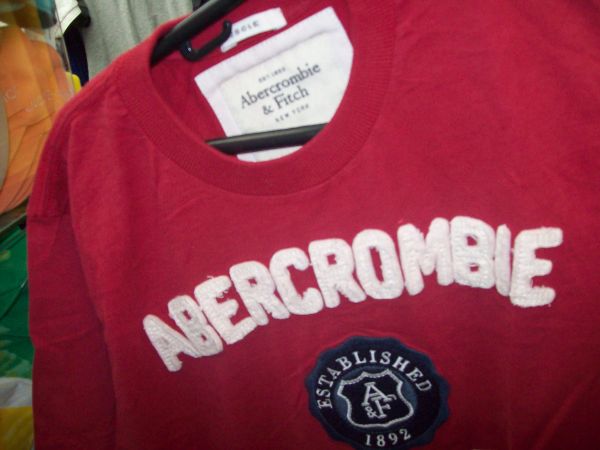 EST. 1892
Abercrombie
& Fitch
NEW YORK
ABERCROMBIE
ESTABLISHED
A&F
1892